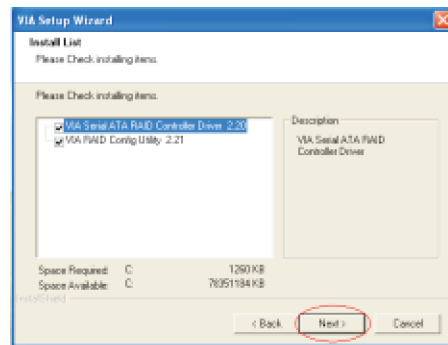 VIA Setup Wizard
Install List
Please Check installing items.
Please Check installing items.
VIA Serial ATA RAID Controller Driver 2.20
VIA RAID Config Utility 2.21
Description
VIA Serial ATA RAID
Controller Driver
Space Required: C: 1260 KB
Space Available: C: 78351184 KB
InstallShield
< Back Next > Cancel